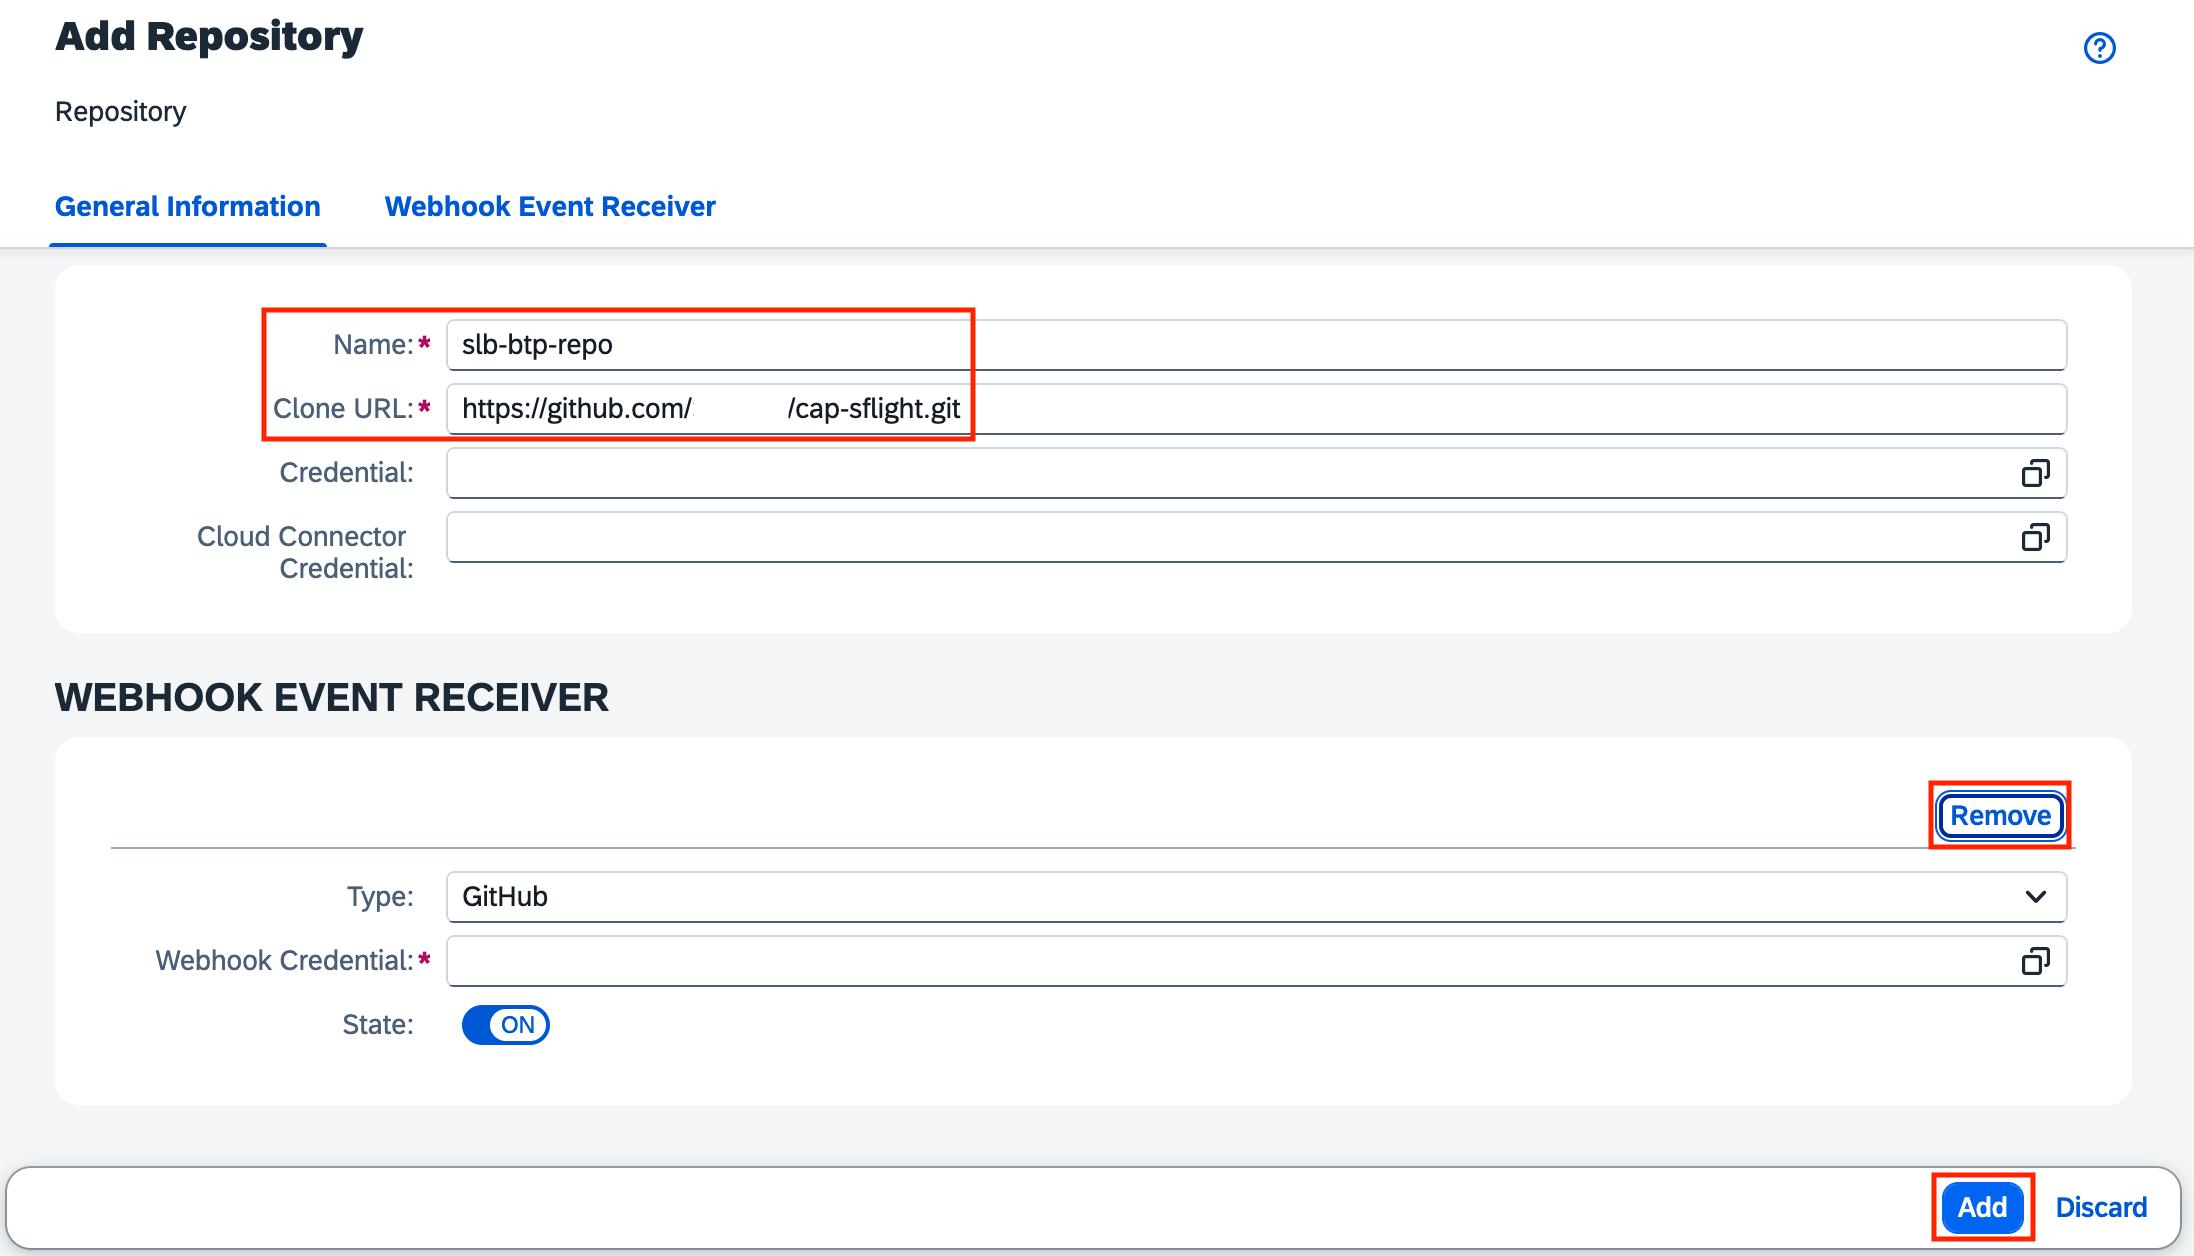 Add Repository
?
Repository
General Information Webhook Event Receiver
Name:* slb-btp-repo
Clone URL:* https://github.com/ /cap-sflight.git
Credential:
Cloud Connector
Credential:
WEBHOOK EVENT RECEIVER
Remove
Type: GitHub
Webhook Credential:*
State: ON
Add Discard